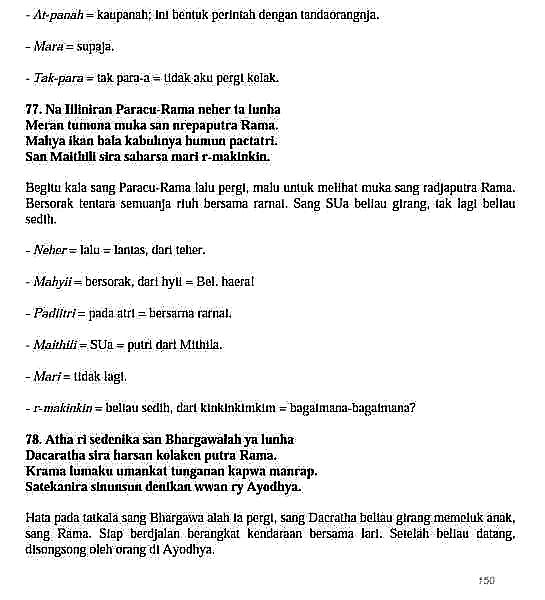 - At-panah = kaupanah; ini bentuk perintah dengan tandaorangnja.
- Mara = supaja.
- Tak-para = tak para-a = tidak aku pergi kelak.
77. Na Illiniran Paracu-Rama neher ta lunha
Meran tumona muka san nrepaputra Rama.
Mahya ikan bala kabulnya humun pactatri.
San Maithili sira saharsa mari r-makinkin.
Begitu kala sang Paracu-Rama lalu pergi, malu untuk melihat muka sang radjaputra Rama.
Bersorak tentara semuanja riuh bersama ramai. Sang SUa beliau girang, tak lagi beliau
sedih.
- Neher = lalu = lantas, dari teher.
- Mahyii = bersorak, dari hyii = Bel. haera!
- Padlitri = pada atri = bersama ramai.
- Maithili = SUa = putri dari Mithila.
- Mari = tidak lagi.
- r-makinkin = beliau sedih, dari kinkinkimkim = bagaimana-bagaimana?
78. Atha ri sedenika san Bhargawalah ya lunha
Dacaratha sira harsan kolaken putra Rama.
Krama lumaku umankat tunganan kapwa manrap.
Satekanira sinunsun denikan wwan ry Ayodhya.
Hata pada tatkala sang Bhargawa alah ia pergi, sang Dacratha beliau girang memeluk anak,
sang Rama. Siap berdjalan berangkat kendaraan bersama lari. Setelah beliau datang,
disongsong oleh orang di Ayodhya.
150